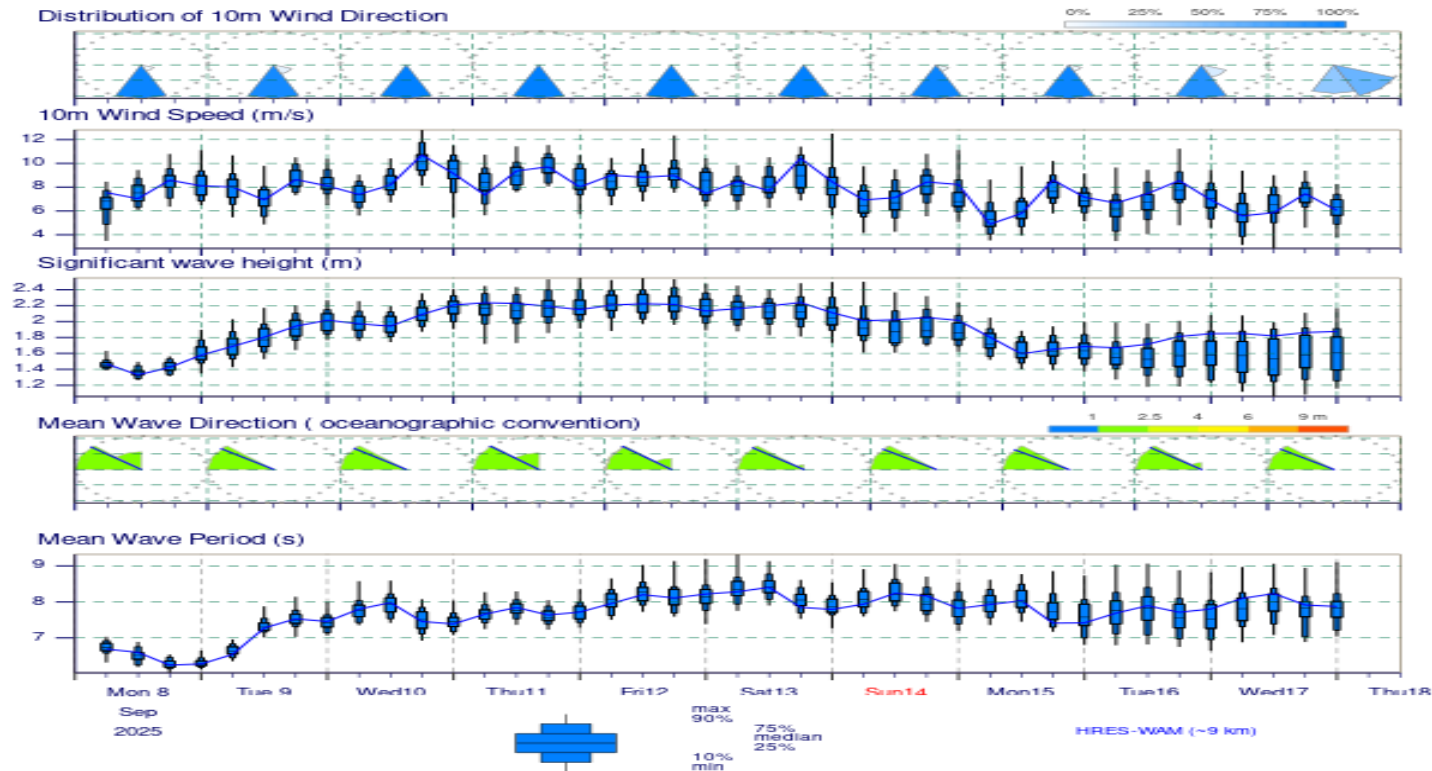 Distribution of 10m Wind Direction
0% 25% 50% 75% 100%
10m Wind Speed (m/s)
12
10
8
6
4
Significant wave height (m)
2.4
2.2
2
1.8
1.6
1.4
1.2
Mean Wave Direction ( oceanographic convention)
1 2.5 4 6 9 m
Mean Wave Period (s)
9
8
7
Mon 8 Tue 9 Wed10 Thu11 Fri12 Sat13 Sun14 Mon15 Tue16 Wed17 Thu18
Sep
2025
max
90%
75%
median
25%
10%
min
HRES-WAM (~9 km)